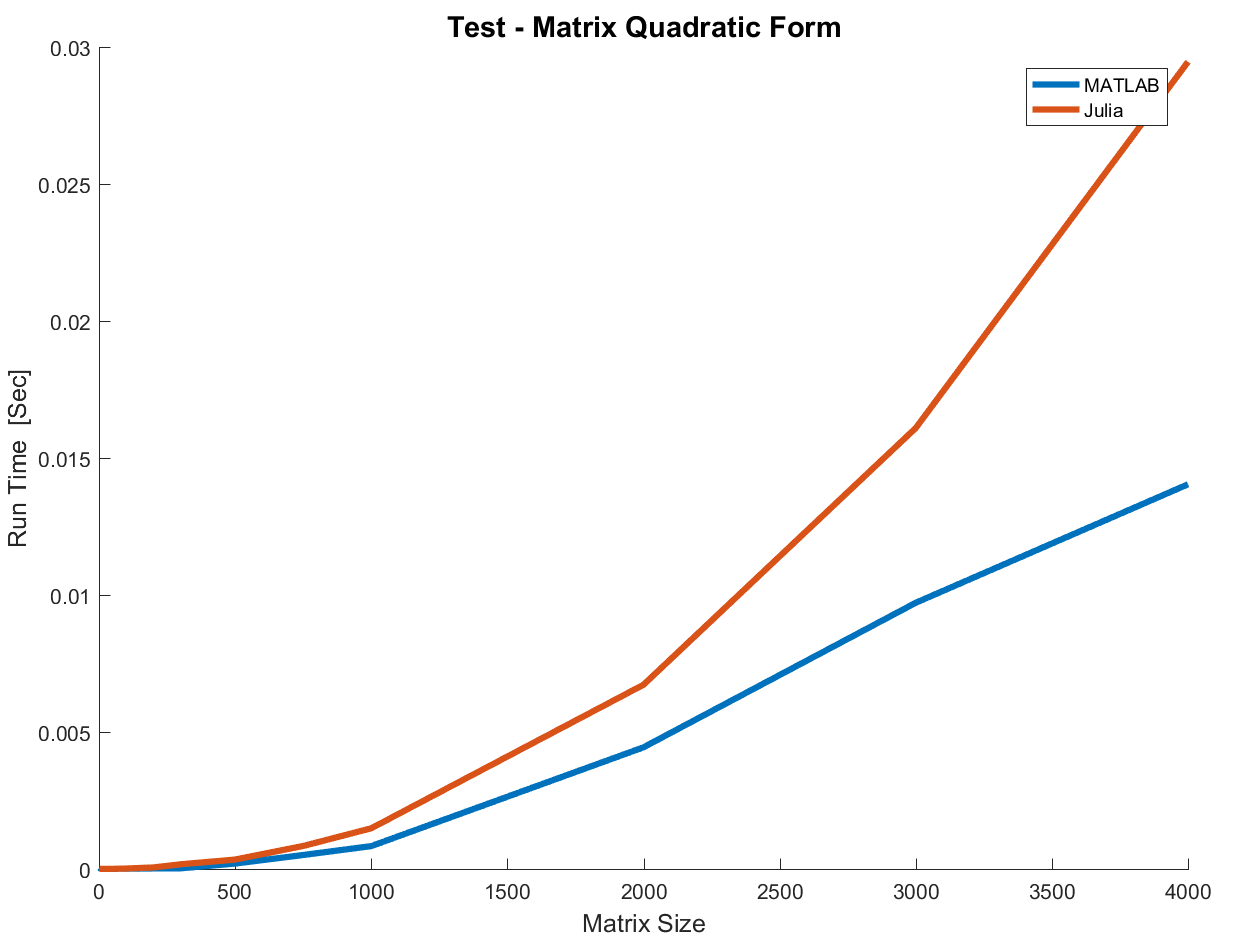 Test - Matrix Quadratic Form
MATLAB
Julia
0.03
0.025
0.02
0.015
0.01
0.005
0
Run Time [Sec]
0 500 1000 1500 2000 2500 3000 3500 4000
Matrix Size